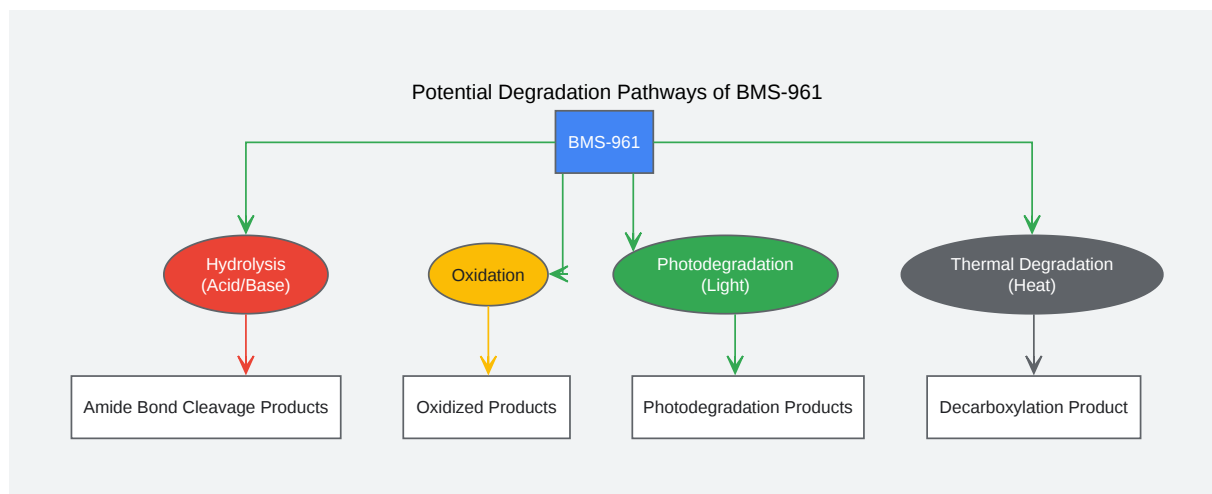 Potential Degradation Pathways of BMS-961
BMS-961
Hydrolysis
(Acid/Base)
Oxidation
Photodegradation
(Light)
Thermal Degradation
(Heat)
Amide Bond Cleavage Products
Oxidized Products
Photodegradation Products
Decarboxylation Product